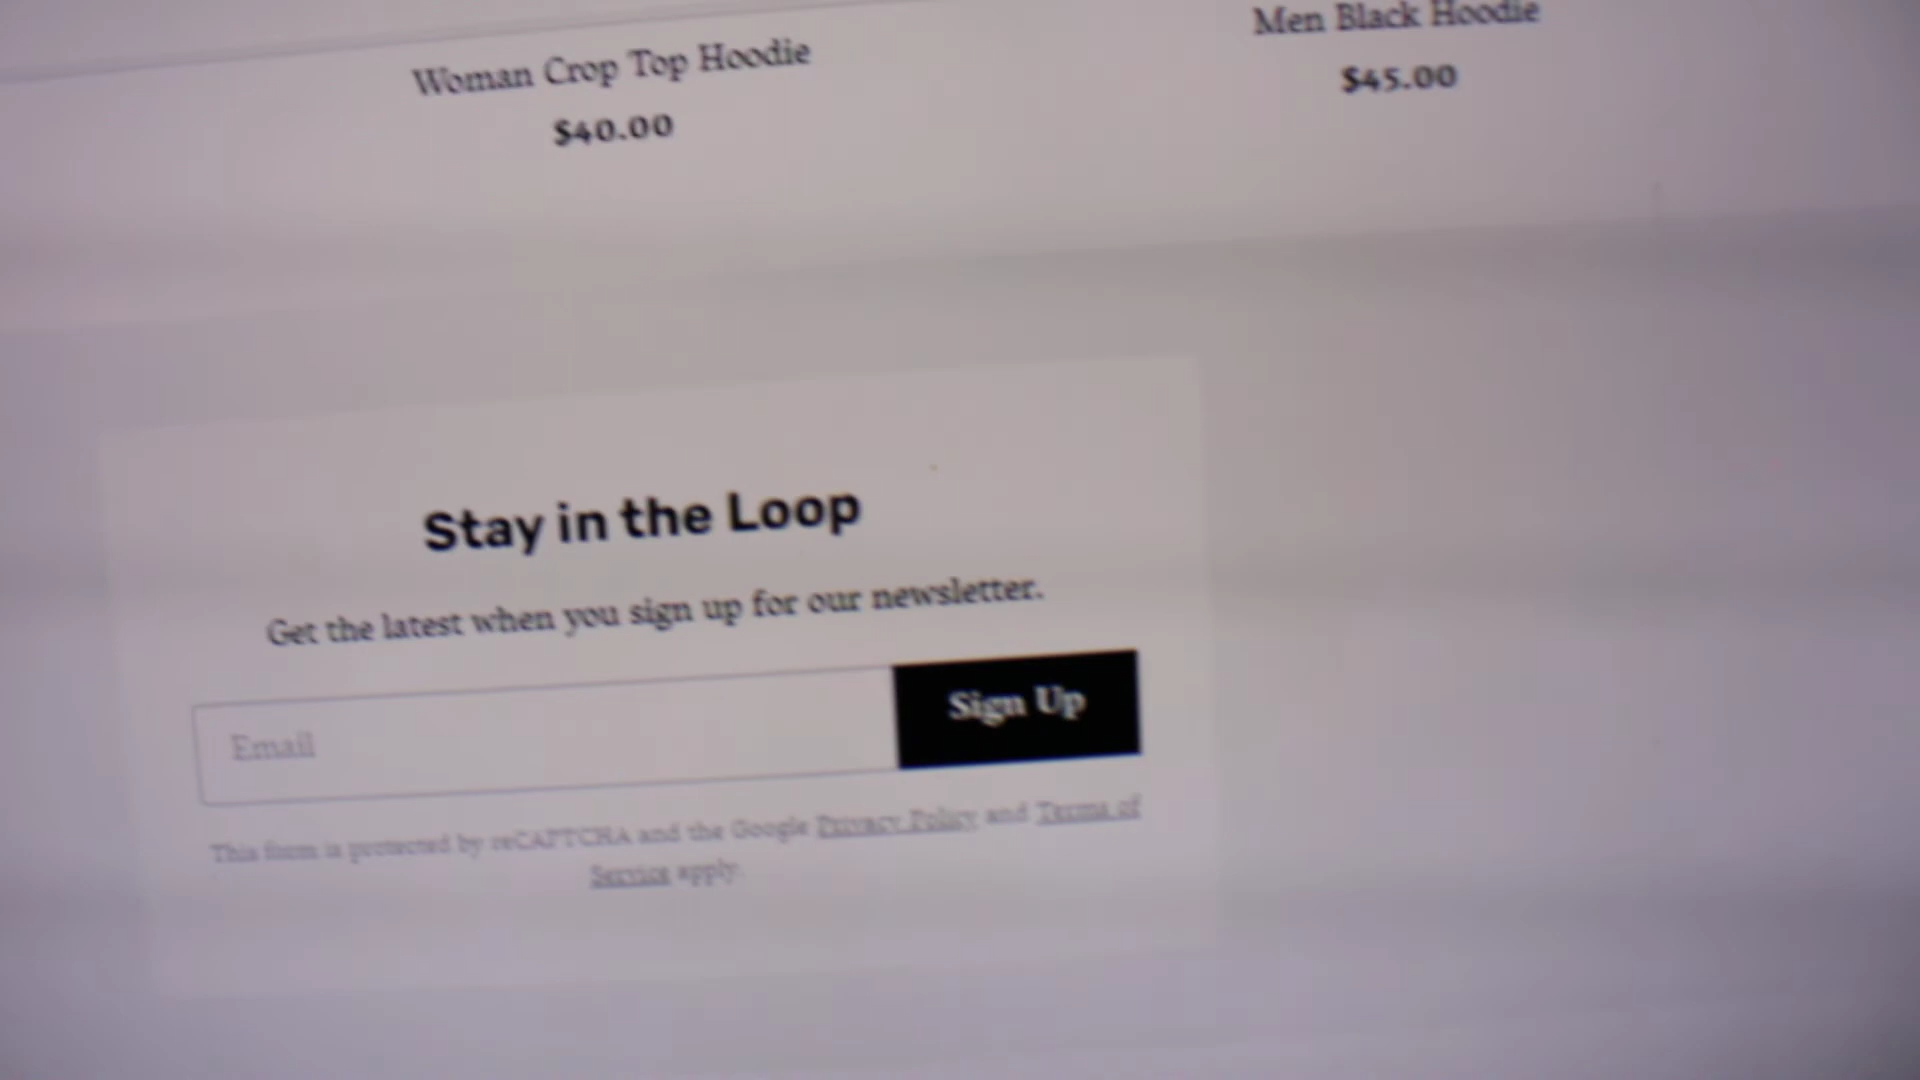 Woman Crop Top Hoodie
$40.00
Men Black Hoodie
$45.00
Stay in the Loop
Get the latest when you sign up for our newsletter.
Email
Sign Up
This form is protected by reCAPTCHA and the Google Privacy Policy and Terms of
Service apply.